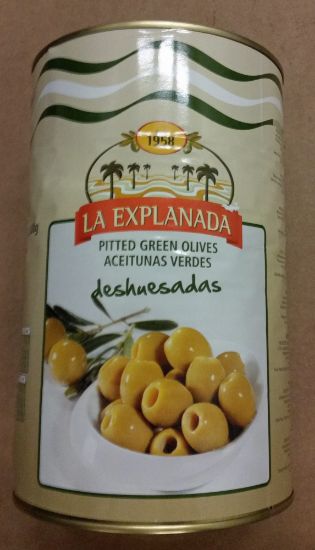 1958
LA EXPLANADA
PITTED GREEN OLIVES
ACEITUNAS VERDES
deshuesadas